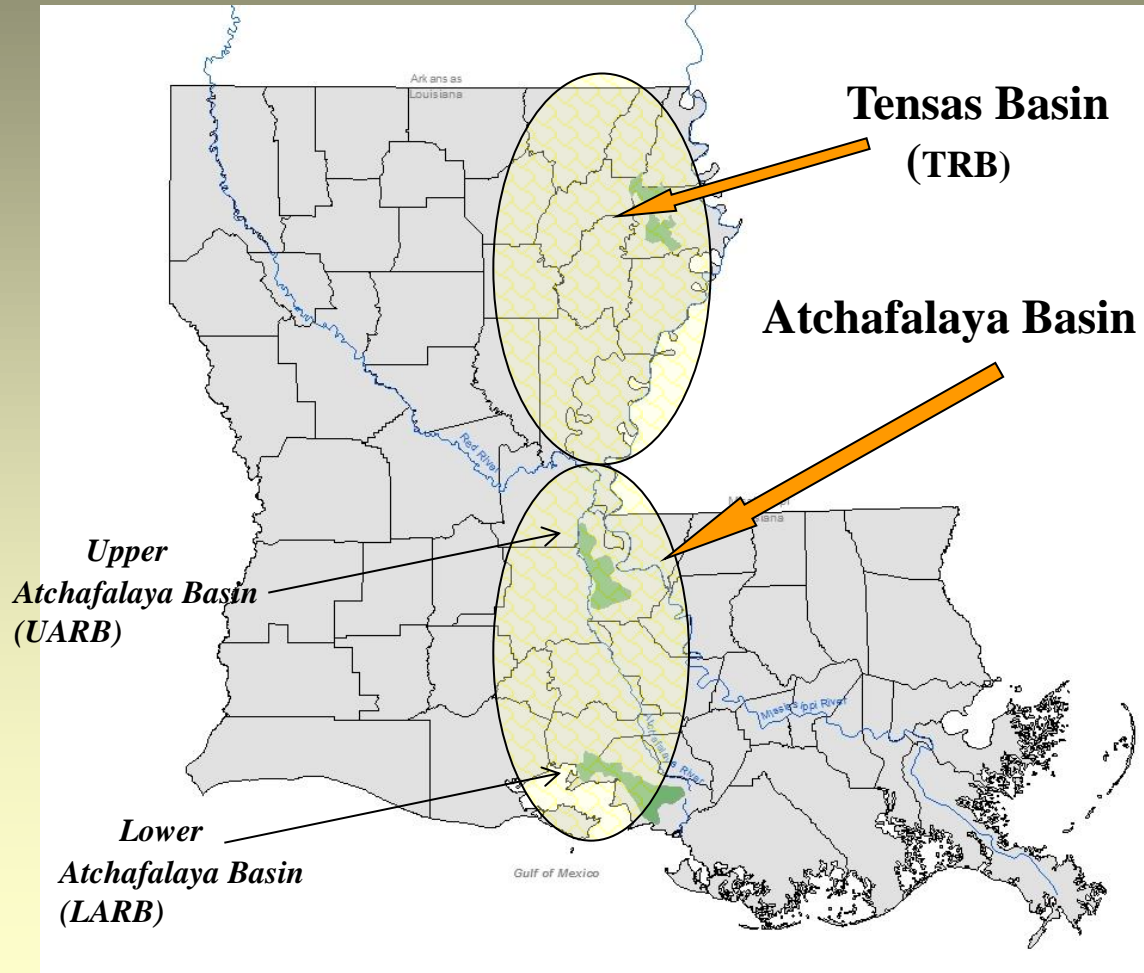 Arkansas
Louisiana
Tensas Basin
(TRB)
Atchafalaya Basin
Red River
Upper
Atchafalaya Basin
(UARB)
Mississippi River
Atchafalaya River
Lower
Atchafalaya Basin
(LARB)
Gulf of Mexico